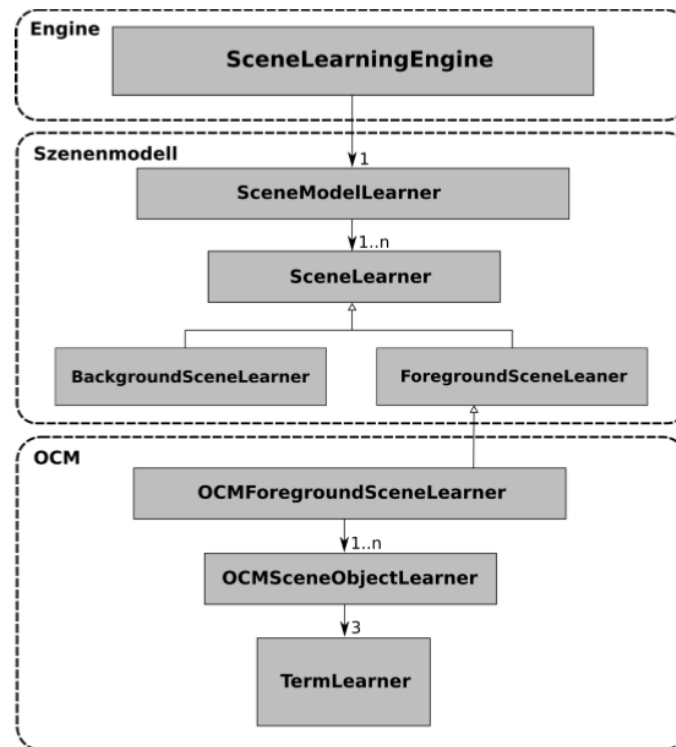 Engine
SceneLearningEngine
Szenenmodell
1
SceneModelLearner
1..n
SceneLearner
BackgroundSceneLearner
ForegroundSceneLeaner
OCM
OCMForegroundSceneLearner
1..n
OCMSceneObjectLearner
3
TermLearner